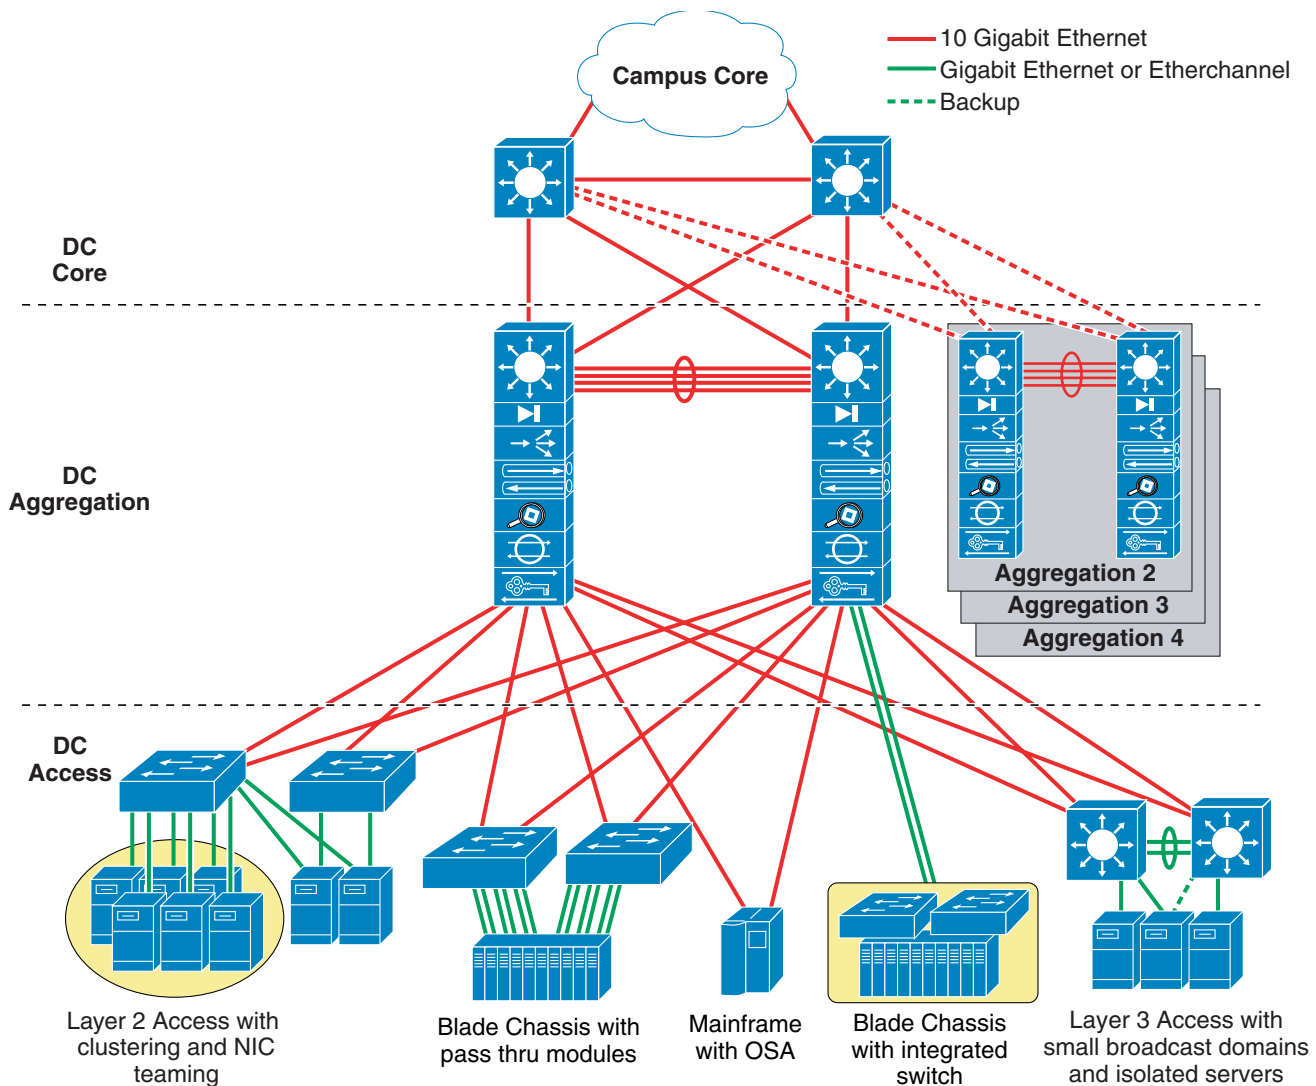 Campus Core
10 Gigabit Ethernet
Gigabit Ethernet or Etherchannel
Backup
DC
Core
DC
Aggregation
Aggregation 2
Aggregation 3
Aggregation 4
DC
Access
Layer 2 Access with
clustering and NIC
teaming
Blade Chassis with
pass thru modules
Mainframe
with OSA
Blade Chassis
with integrated
switch
Layer 3 Access with
small broadcast domains
and isolated servers